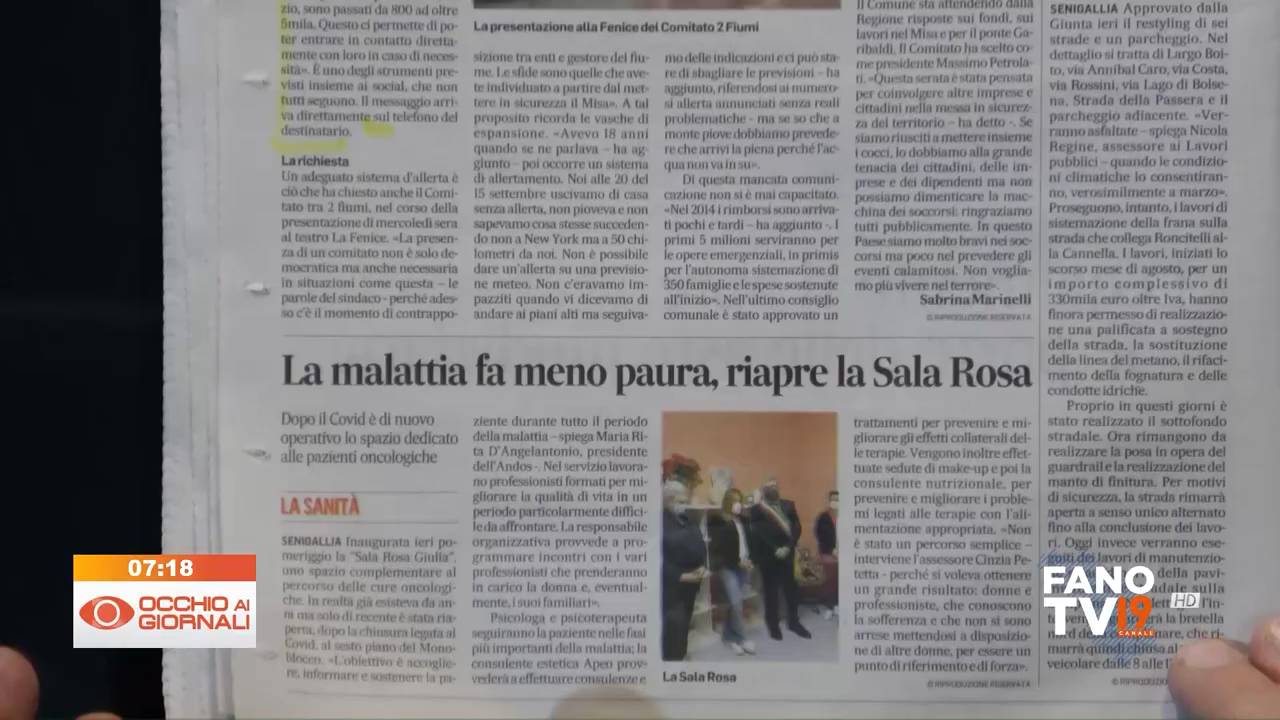 zio, sono passati da 800 ad oltre
5mila. Questo ci permette di po-
ter entrare in contatto diretta-
mente con loro in caso di neces-
sità». È uno degli strumenti pre-
visti insieme ai social, che non
tutti seguono. Il messaggio arri-
va direttamente sul telefono del
destinatario.
La richiesta
Un adeguato sistema d'allerta è
ciò che ha chiesto anche il Comi-
tato tra 2 fiumi, nel corso della
presentazione di mercoledì sera
al teatro La Fenice. «La presen-
za di un comitato non è solo de-
mocratica ma anche necessaria
in situazioni come questa – le
parole del sindaco - perché ades-
so c'è il momento di contrappo-
La presentazione alla Fenice del Comitato 2 Fiumi
sizione tra enti e gestore del fiu-
me. Le sfide sono quelle che ave-
te individuato a partire dal met-
tere in sicurezza il Misa». A tal
proposito ricorda le vasche di
espansione. «Avevo 18 anni
quando se ne parlava – ha ag-
giunto - poi occorre un sistema
di allertamento. Noi alle 20 del
15 settembre uscivamo di casa
senza allerta, non pioveva e non
sapevamo cosa stesse succeden-
do non a New York ma a 50 chi-
lometri da noi. Non è possibile
dare un'allerta su una previsio-
ne meteo. Non c'eravamo im-
pazziti quando vi dicevamo di
andare ai piani alti ma seguiva-
mo delle indicazioni e ci può sta-
re di sbagliare le previsioni – ha
aggiunto, riferendosi ai numero-
si allerta annunciati senza reali
problematiche - ma se so che a
monte piove dobbiamo prevede-
re che arrivi la piena perché l'ac-
qua non va in su».
Di questa mancata comuni-
cazione non si è mai capacitato.
«Nel 2014 i rimborsi sono arriva-
ti pochi e tardi – ha aggiunto -. I
primi 5 milioni serviranno per
le opere emergenziali, in primis
per l'autonoma sistemazione di
350 famiglie e le spese sostenute
all'inizio». Nell'ultimo consiglio
comunale è stato approvato un
Il Comune sta attendendo dalla
Regione risposte sui fondi, sui
lavori nel Misa e per il ponte Ga-
ribaldi. Il Comitato ha scelto co-
me presidente Massimo Petrola-
ti. «Questa serata è stata pensata
per coinvolgere altre imprese e
cittadini nella messa in sicurez-
za del territorio – ha detto -. Se
siamo riusciti a mettere insieme
i cocci, lo dobbiamo alla grande
tenacia dei cittadini, delle im-
prese e dei dipendenti ma non
possiamo dimenticare la mac-
china dei soccorsi: ringraziamo
tutti pubblicamente. In questo
Paese siamo molto bravi nei soc-
corsi ma poco nel prevedere gli
eventi calamitosi. Non voglia-
mo più vivere nel terrore».
Sabrina Marinelli
© RIPRODUZIONE RISERVATA
SENIGALLIA Approvato dalla
Giunta ieri il restyling di sei
strade e un parcheggio. Nel
dettaglio si tratta di Largo Boi-
to, via Annibal Caro, via Costa,
via Rossini, via Lago di Bolse-
na, Strada della Passera e il
parcheggio adiacente. «Ver-
ranno asfaltate – spiega Nicola
Regine, assessore ai Lavori
pubblici – quando le condizio-
ni climatiche lo consentiran-
no, verosimilmente a marzo».
Proseguono, intanto, i lavori di
sistemazione della frana sulla
strada che collega Roncitelli al-
la Cannella. I lavori, iniziati lo
scorso mese di agosto, per un
importo complessivo di
330mila euro oltre Iva, hanno
finora permesso di realizzazio-
ne una palificata a sostegno
della strada, la sostituzione
della linea del metano, il rifaci-
mento della fognatura e delle
condotte idriche.
Proprio in questi giorni è
stato realizzato il sottofondo
stradale. Ora rimangono da
realizzare la posa in opera del
guardrail e la realizzazione del
manto di finitura. Per motivi
di sicurezza, la strada rimarrà
aperta a senso unico alternato
fino alla conclusione dei lavo-
ri. Oggi invece verranno ese-
guiti dei lavori di manutenzio-
della pavi-
l'in-
la bretella
mare, che ri-
marrà quindi chiusa al
veicolare dalle 8 alle
© RIPRODUZIO
La malattia fa meno paura, riapre la Sala Rosa
Dopo il Covid è di nuovo
operativo lo spazio dedicato
alle pazienti oncologiche
LA SANITÀ
SENIGALLIA Inaugurata ieri po-
meriggio la "Sala Rosa Giulia",
uno spazio complementare al
percorso delle cure oncologi-
che. In realtà già esisteva da an-
ni ma solo di recente è stata ria-
perta, dopo la chiusura legata al
Covid, al sesto piano del Mono-
blocco. «L'obiettivo è accoglie-
re, informare e sostenere la pa-
ziente durante tutto il periodo
della malattia – spiega Maria Ri-
ta D'Angelantonio, presidente
dell'Andos -. Nel servizio lavora-
no professionisti formati per mi-
gliorare la qualità di vita in un
periodo particolarmente diffici-
le da affrontare. La responsabile
organizzativa provvede a pro-
grammare incontri con i vari
professionisti che prenderanno
in carico la donna e, eventual-
mente, i suoi familiari».
Psicologa e psicoterapeuta
seguiranno la paziente nelle fasi
più importanti della malattia; la
consulente estetica Apeo prov-
vederà a effettuare consulenze e
La Sala Rosa
trattamenti per prevenire e mi-
gliorare gli effetti collaterali del-
le terapie. Vengono inoltre effet-
tuate sedute di make-up e poi la
consulente nutrizionale, per
prevenire e migliorare i proble-
mi legati alle terapie con l'ali-
mentazione appropriata. «Non
è stato un percorso semplice –
interviene l'assessore Cinzia Pe-
tetta - perché si voleva ottenere
un grande risultato: donne e
professioniste, che conoscono
la sofferenza e che non si sono
arrese mettendosi a disposizio-
ne di altre donne, per essere un
punto di riferimento e di forza».
© RIPRODUZIONE RISERVATA
07:18
OCCHIO AI
GIORNALI
FANO
TV 19 HD
CANALE